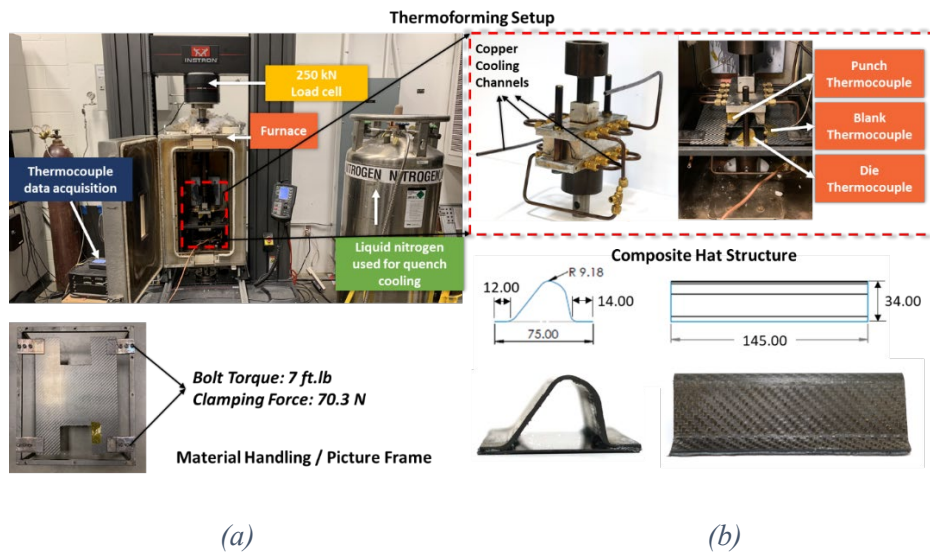 Thermoforming Setup
INSTRON
250 kN
Load cell
Furnace
Thermocouple
data acquisition
NITROGEN N
Liquid nitrogen
used for quench
cooling
Copper
Cooling
Channels
Punch
Thermocouple
Blank
Thermocouple
Die
Thermocouple
Composite Hat Structure
R 9.18
12.00
14.00
75.00
34.00
145.00
Bolt Torque: 7 ft.lb
Clamping Force: 70.3 N
Material Handling / Picture Frame
(a)
(b)